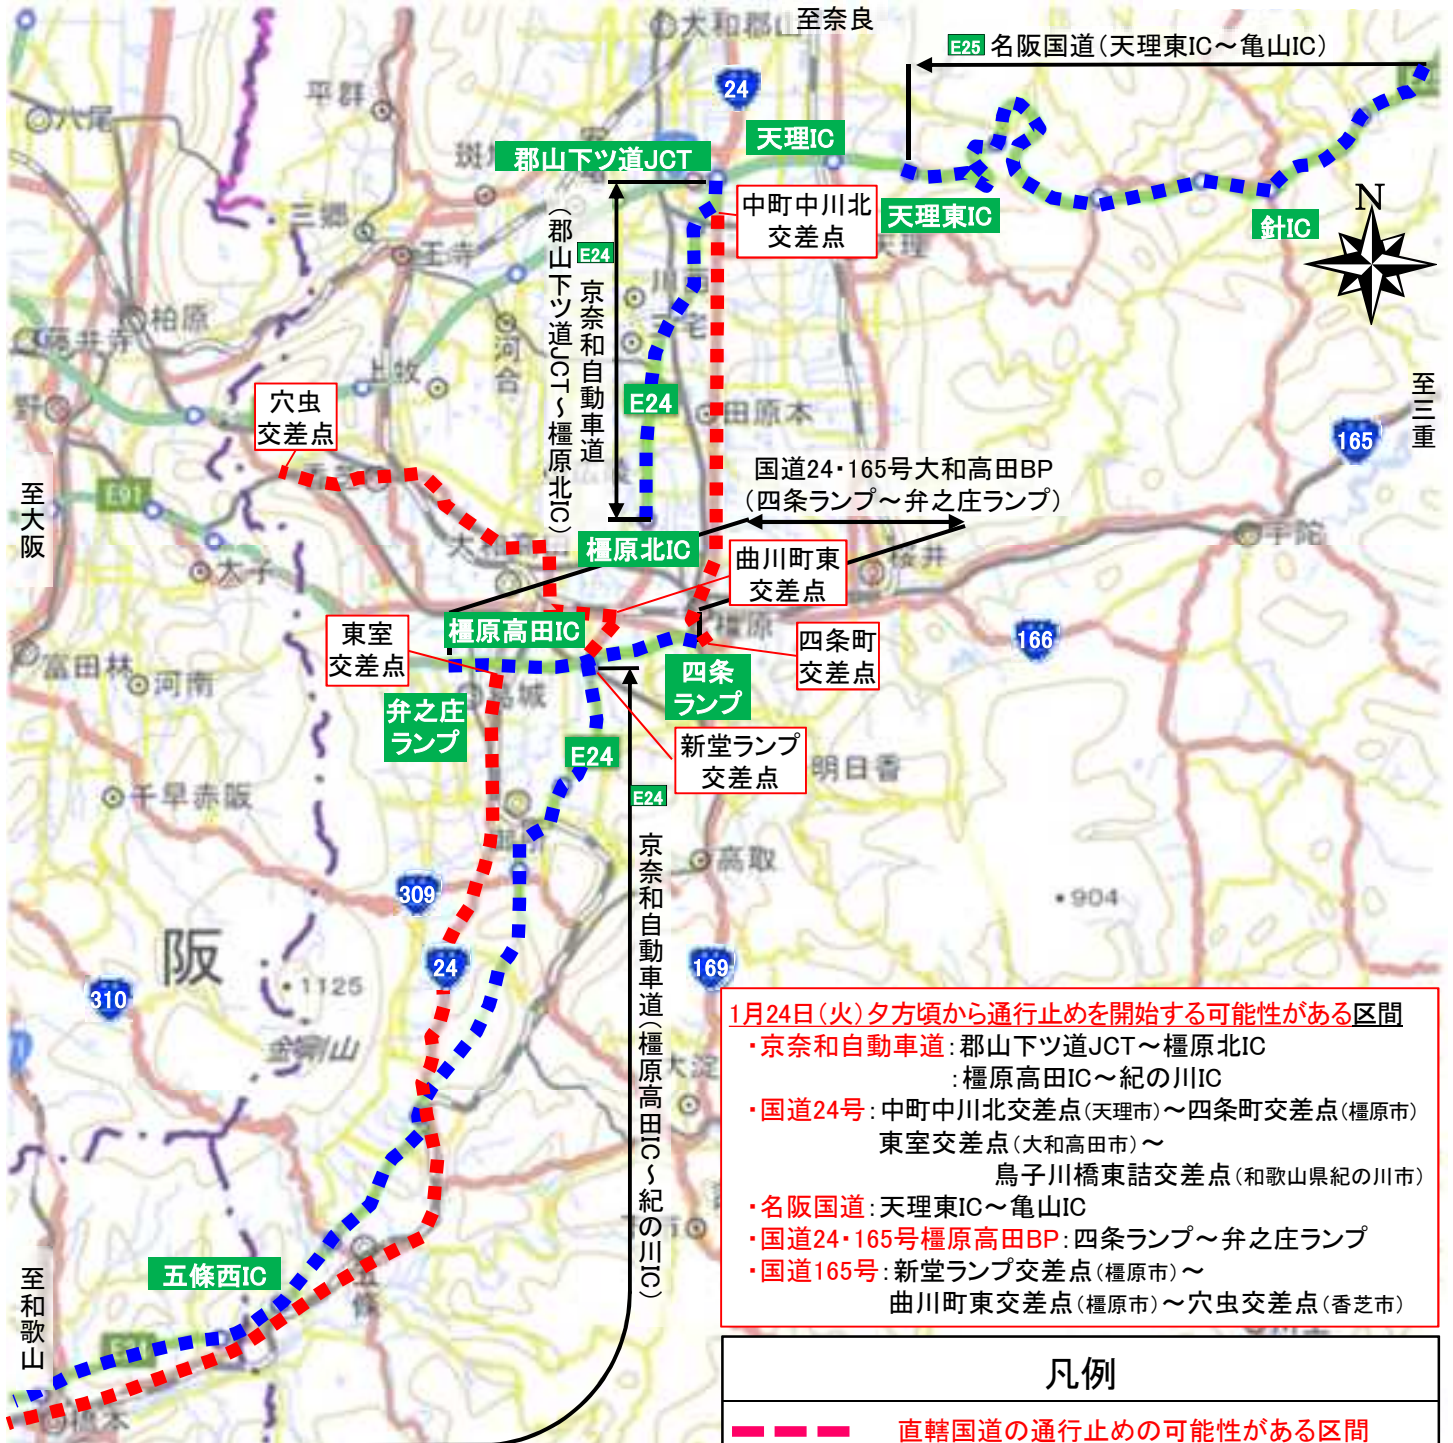 至奈良
大和郡山
E25 名阪国道（天理東IC～亀山IC）
24
平群
八尾
天理IC
郡山下ツ道JCT
中町中川北
交差点
天理東IC
針IC
N
三郷
王寺
天理
E24
京奈和自動車道
（郡山下ツ道JCT～橿原北IC）
柏原
藤井寺
河合
上牧
E24
田原本
穴虫
交差点
至三重
165
国道24・165号大和高田BP
（四条ランプ～弁之庄ランプ）
至大阪
橿原北IC
曲川町東
交差点
桜井
宇陀
太子
橿原高田IC
橿原
東室
交差点
四条町
交差点
166
富田林
河南
四条
ランプ
葛城
弁之庄
ランプ
E24
新堂ランプ
交差点
明日香
千早赤阪
E24
京奈和自動車道（橿原高田IC～紀の川IC）
高取
309
904
阪
24
169
310
1125
金剛山
大淀
1月24日（火）夕方頃から通行止めを開始する可能性がある区間
・京奈和自動車道：郡山下ツ道JCT～橿原北IC
：橿原高田IC～紀の川IC
・国道24号：中町中川北交差点（天理市）～四条町交差点（橿原市）
東室交差点（大和高田市）～
鳥子川橋東詰交差点（和歌山県紀の川市）
・名阪国道：天理東IC～亀山IC
・国道24・165号橿原高田BP：四条ランプ～弁之庄ランプ
・国道165号：新堂ランプ交差点（橿原市）～
曲川町東交差点（橿原市）～穴虫交差点（香芝市）
五條西IC
五條
至和歌山
橋本
凡例
直轄国道の通行止めの可能性がある区間